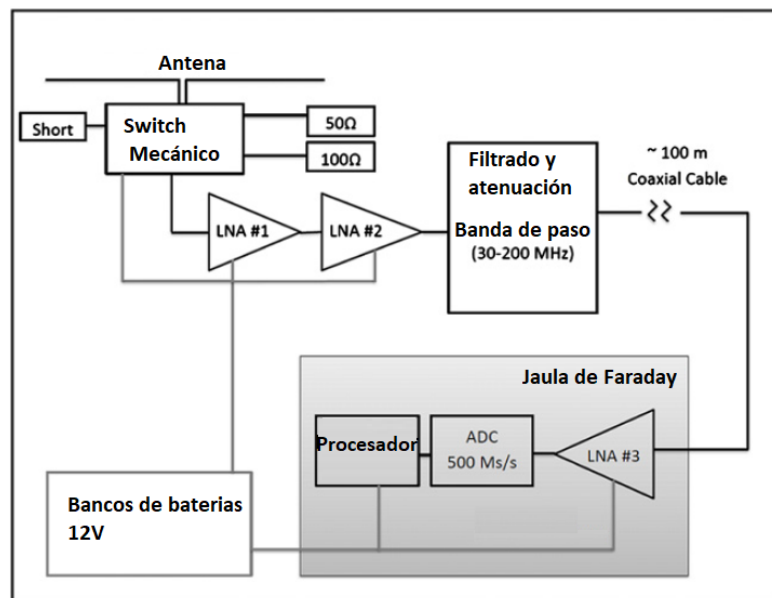 Antena
Short
Switch
Mecánico
50Ω
100Ω
LNA #1
LNA #2
Filtrado y
atenuación
Banda de paso
(30-200 MHz)
~ 100 m
Coaxial Cable
Jaula de Faraday
Procesador
ADC
500 Ms/s
LNA #3
Bancos de baterias
12V